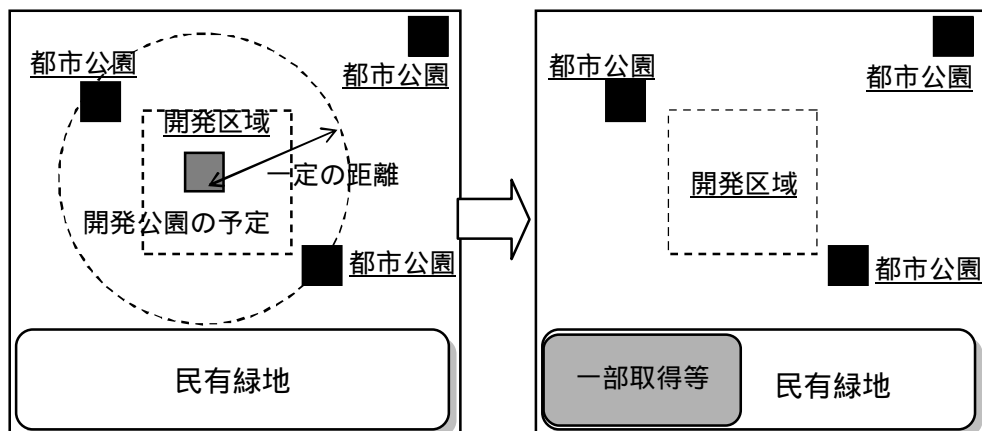 都市公園
都市公園
開発区域
一定の距離
開発公園の予定
都市公園
民有緑地
都市公園
都市公園
開発区域
都市公園
一部取得等
民有緑地